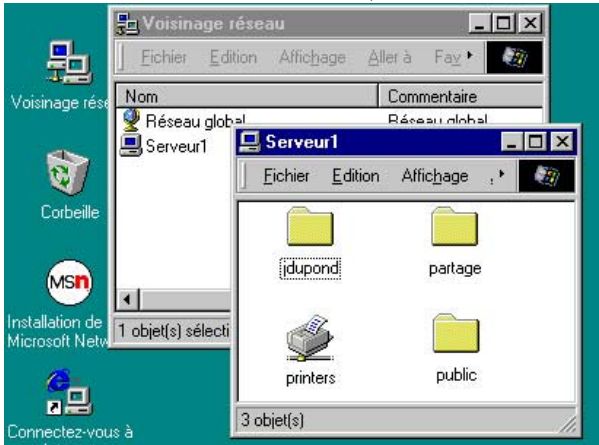 Voisinage réseau
Fichier Edition Affichage Aller à Fav
Voisinage rése
Nom Commentaire
Réseau global Réseau global
Serveur1
Serveur1
Fichier Edition Affichage
Corbeille
jdupond partage
MSn
Installation de
Microsoft Netw
1 objet(s) sélecti
printers public
3 objet(s)
Connectez-vous à